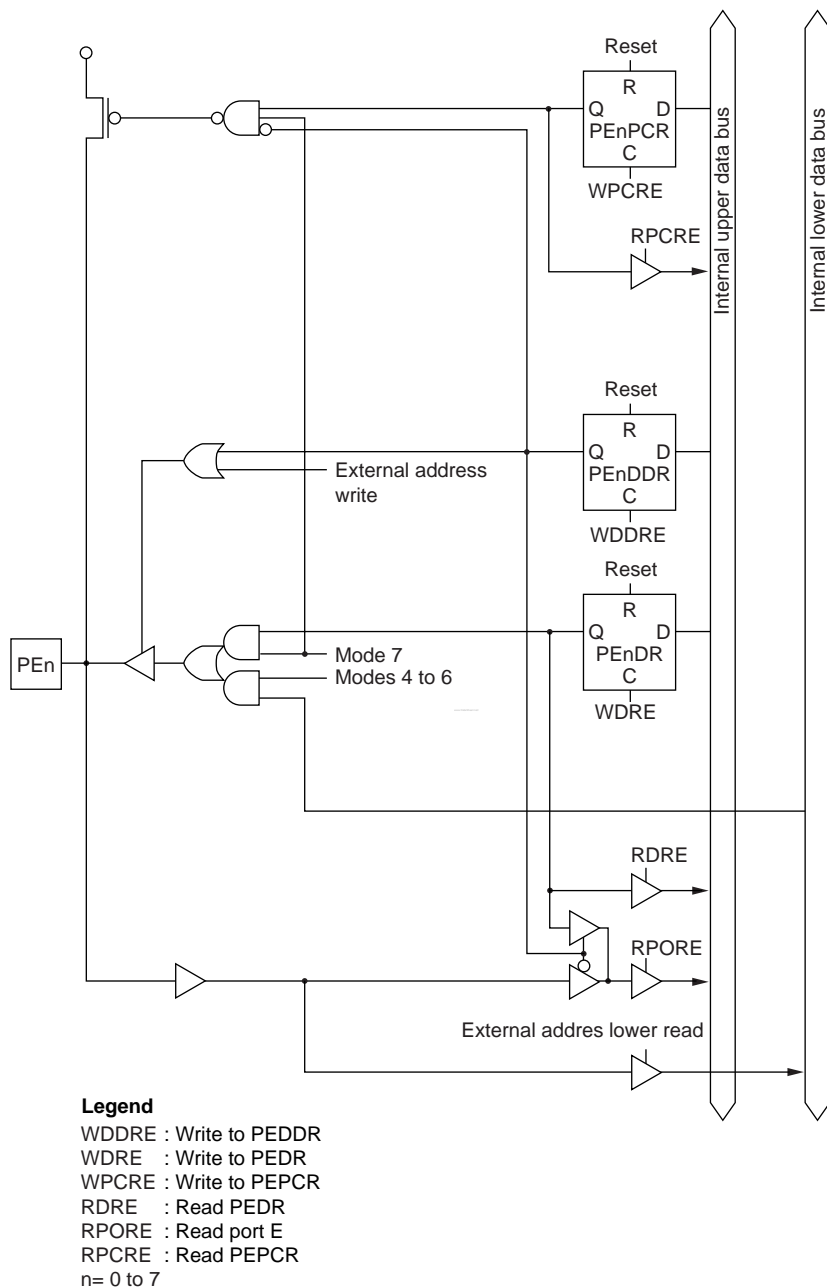 Reset
R
Q D
PEnPCR
C
WPCRE
RPCRE
Internal upper data bus
Internal lower data bus
Reset
R
Q D
PEnDDR
C
WDDRE
External address
write
Reset
R
Q D
PEnDR
C
WDRE
PEn
Mode 7
Modes 4 to 6
RDRE
RPORE
External addres lower read
Legend
WDDRE : Write to PEDDR
WDRE : Write to PEDR
WPCRE : Write to PEPCR
RDRE : Read PEDR
RPORE : Read port E
RPCRE : Read PEPCR
n= 0 to 7